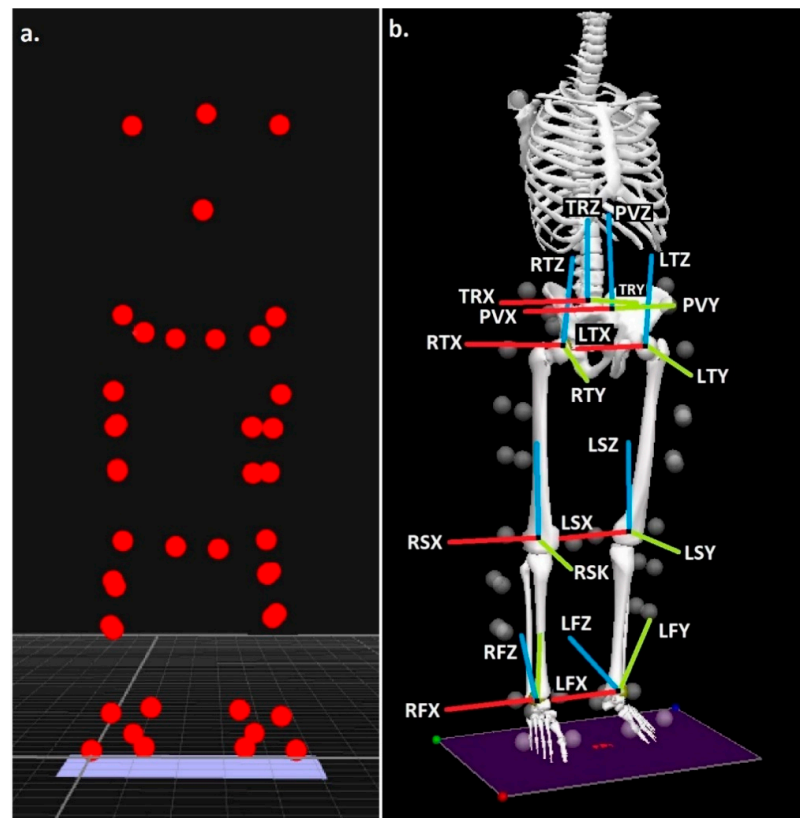 a.
b.
TRZ
PVZ
RTZ
LTZ
TRX
TRY
PVX
PVY
RTX
LTX
RTY
LTY
LSZ
RSX
LSX
RSK
LSY
RFZ
LFZ
LFY
RFX
LFX